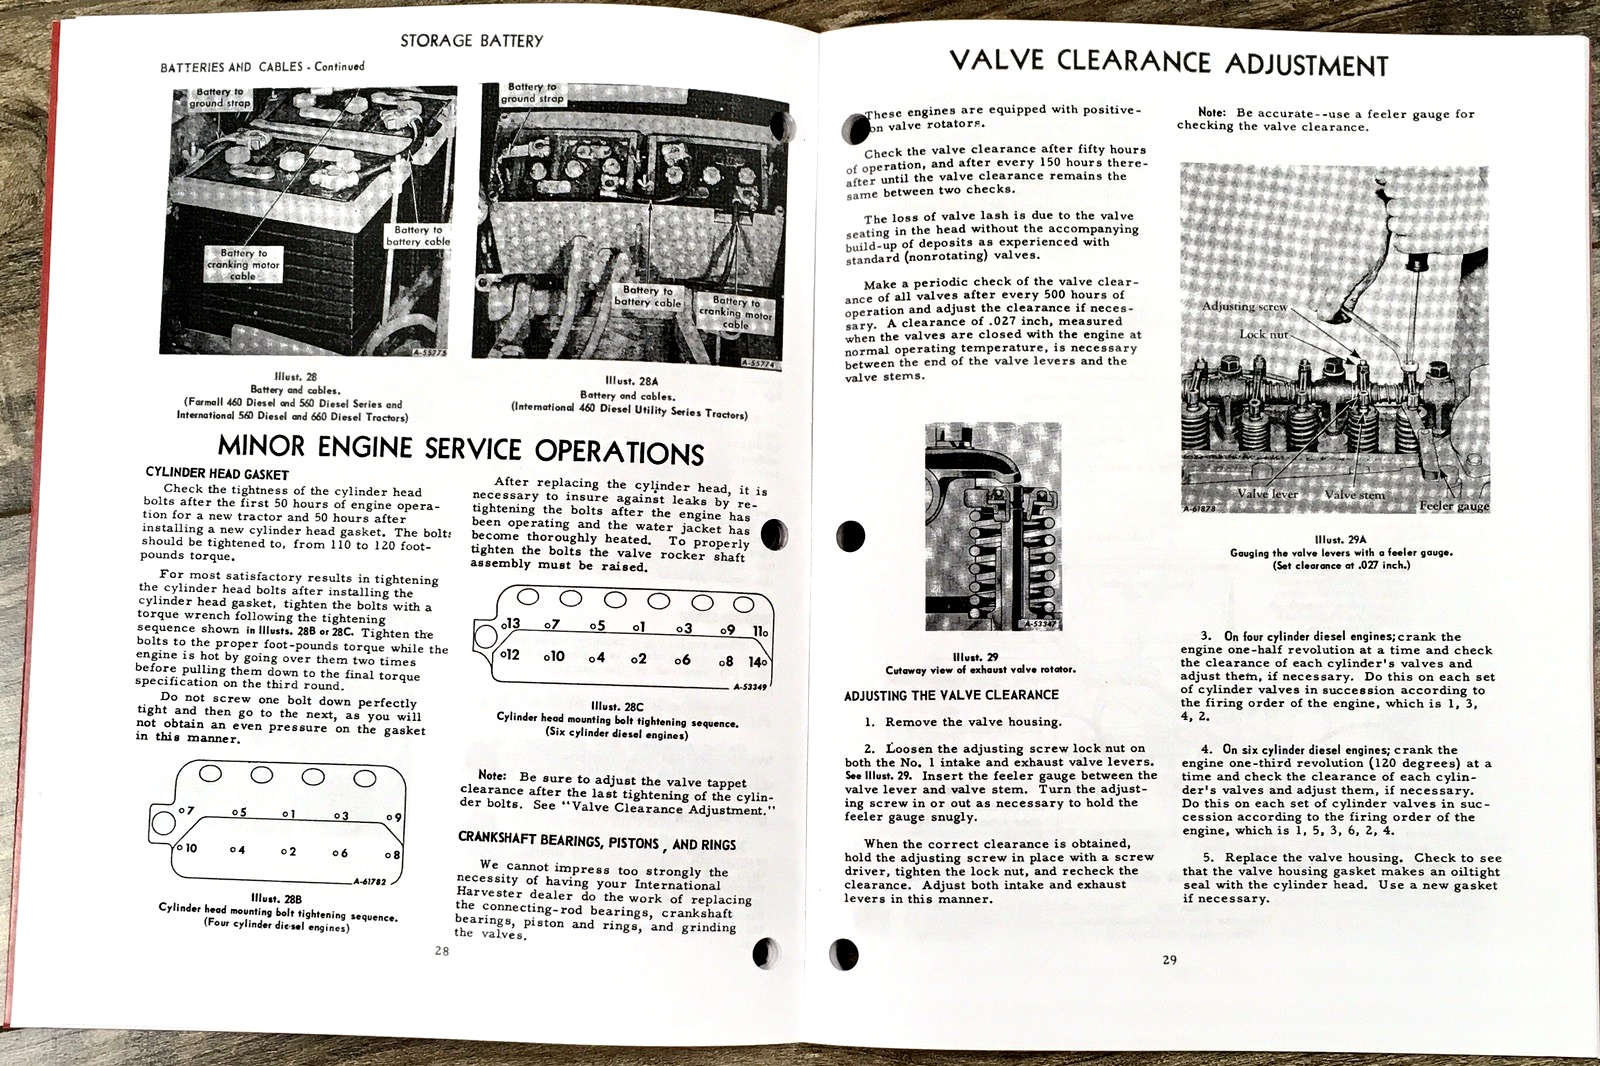 STORAGE BATTERY
BATTERIES AND CABLES - Continued
Battery to
ground strap
Battery to
battery cable
Battery to
cranking motor
cable
A-55775
Illust. 28
Battery and cables.
(Farmall 460 Diesel and 560 Diesel Series and
International 560 Diesel and 660 Diesel Tractors)
Battery to
ground strap
Battery to
battery cable
Battery to
cranking motor
cable
A-55774
Illust. 28A
Battery and cables.
(International 460 Diesel Utility Series Tractors)
MINOR ENGINE SERVICE OPERATIONS
CYLINDER HEAD GASKET
Check the tightness of the cylinder head
bolts after the first 50 hours of engine opera-
tion for a new tractor and 50 hours after
installing a new cylinder head gasket. The bolts
should be tightened to, from 110 to 120 foot-
pounds torque.
For most satisfactory results in tightening
the cylinder head bolts after installing the
cylinder head gasket, tighten the bolts with a
torque wrench following the tightening
sequence shown in Illusts. 28B or 28C. Tighten the
bolts to the proper foot-pounds torque while the
engine is hot by going over them two times
before pulling them down to the final torque
specification on the third round.
Do not screw one bolt down perfectly
tight and then go to the next, as you will
not obtain an even pressure on the gasket
in this manner.
7 5 1 3 9
10 4 2 6 8
A-61782
Illust. 28B
Cylinder head mounting bolt tightening sequence.
(Four cylinder diesel engines)
After replacing the cylinder head, it is
necessary to insure against leaks by re-
tightening the bolts after the engine has
been operating and the water jacket has
become thoroughly heated. To properly
tighten the bolts the valve rocker shaft
assembly must be raised.
13 7 5 1 3 9 11
12 10 4 2 6 8 14
A-53349
Illust. 28C
Cylinder head mounting bolt tightening sequence.
(Six cylinder diesel engines)
Note: Be sure to adjust the valve tappet
clearance after the last tightening of the cylin-
der bolts. See "Valve Clearance Adjustment."
CRANKSHAFT BEARINGS, PISTONS, AND RINGS
We cannot impress too strongly the
necessity of having your International
Harvester dealer do the work of replacing
the connecting-rod bearings, crankshaft
bearings, piston and rings, and grinding
the valves.
28
VALVE CLEARANCE ADJUSTMENT
These engines are equipped with positive-
on valve rotators.
Check the valve clearance after fifty hours
of operation, and after every 150 hours there-
after until the valve clearance remains the
same between two checks.
The loss of valve lash is due to the valve
seating in the head without the accompanying
build-up of deposits as experienced with
standard (nonrotating) valves.
Make a periodic check of the valve clear-
ance of all valves after every 500 hours of
operation and adjust the clearance if neces-
sary. A clearance of .027 inch, measured
when the valves are closed with the engine at
normal operating temperature, is necessary
between the end of the valve levers and the
valve stems.
A-53347
Illust. 29
Cutaway view of exhaust valve rotator.
ADJUSTING THE VALVE CLEARANCE
1. Remove the valve housing.
2. Loosen the adjusting screw lock nut on
both the No. 1 intake and exhaust valve levers.
See Illust. 29. Insert the feeler gauge between the
valve lever and valve stem. Turn the adjust-
ing screw in or out as necessary to hold the
feeler gauge snugly.
When the correct clearance is obtained,
hold the adjusting screw in place with a screw
driver, tighten the lock nut, and recheck the
clearance. Adjust both intake and exhaust
levers in this manner.
Note: Be accurate--use a feeler gauge for
checking the valve clearance.
Adjusting screw
Lock nut
Valve lever
Valve stem
Feeler gauge
A-61878
Illust. 29A
Gauging the valve levers with a feeler gauge.
(Set clearance at .027 inch.)
3. On four cylinder diesel engines; crank the
engine one-half revolution at a time and check
the clearance of each cylinder's valves and
adjust them, if necessary. Do this on each set
of cylinder valves in succession according to
the firing order of the engine, which is 1, 3,
4, 2.
4. On six cylinder diesel engines; crank the
engine one-third revolution (120 degrees) at a
time and check the clearance of each cylin-
der's valves and adjust them, if necessary.
Do this on each set of cylinder valves in suc-
cession according to the firing order of the
engine, which is 1, 5, 3, 6, 2, 4.
5. Replace the valve housing. Check to see
that the valve housing gasket makes an oiltight
seal with the cylinder head. Use a new gasket
if necessary.
29